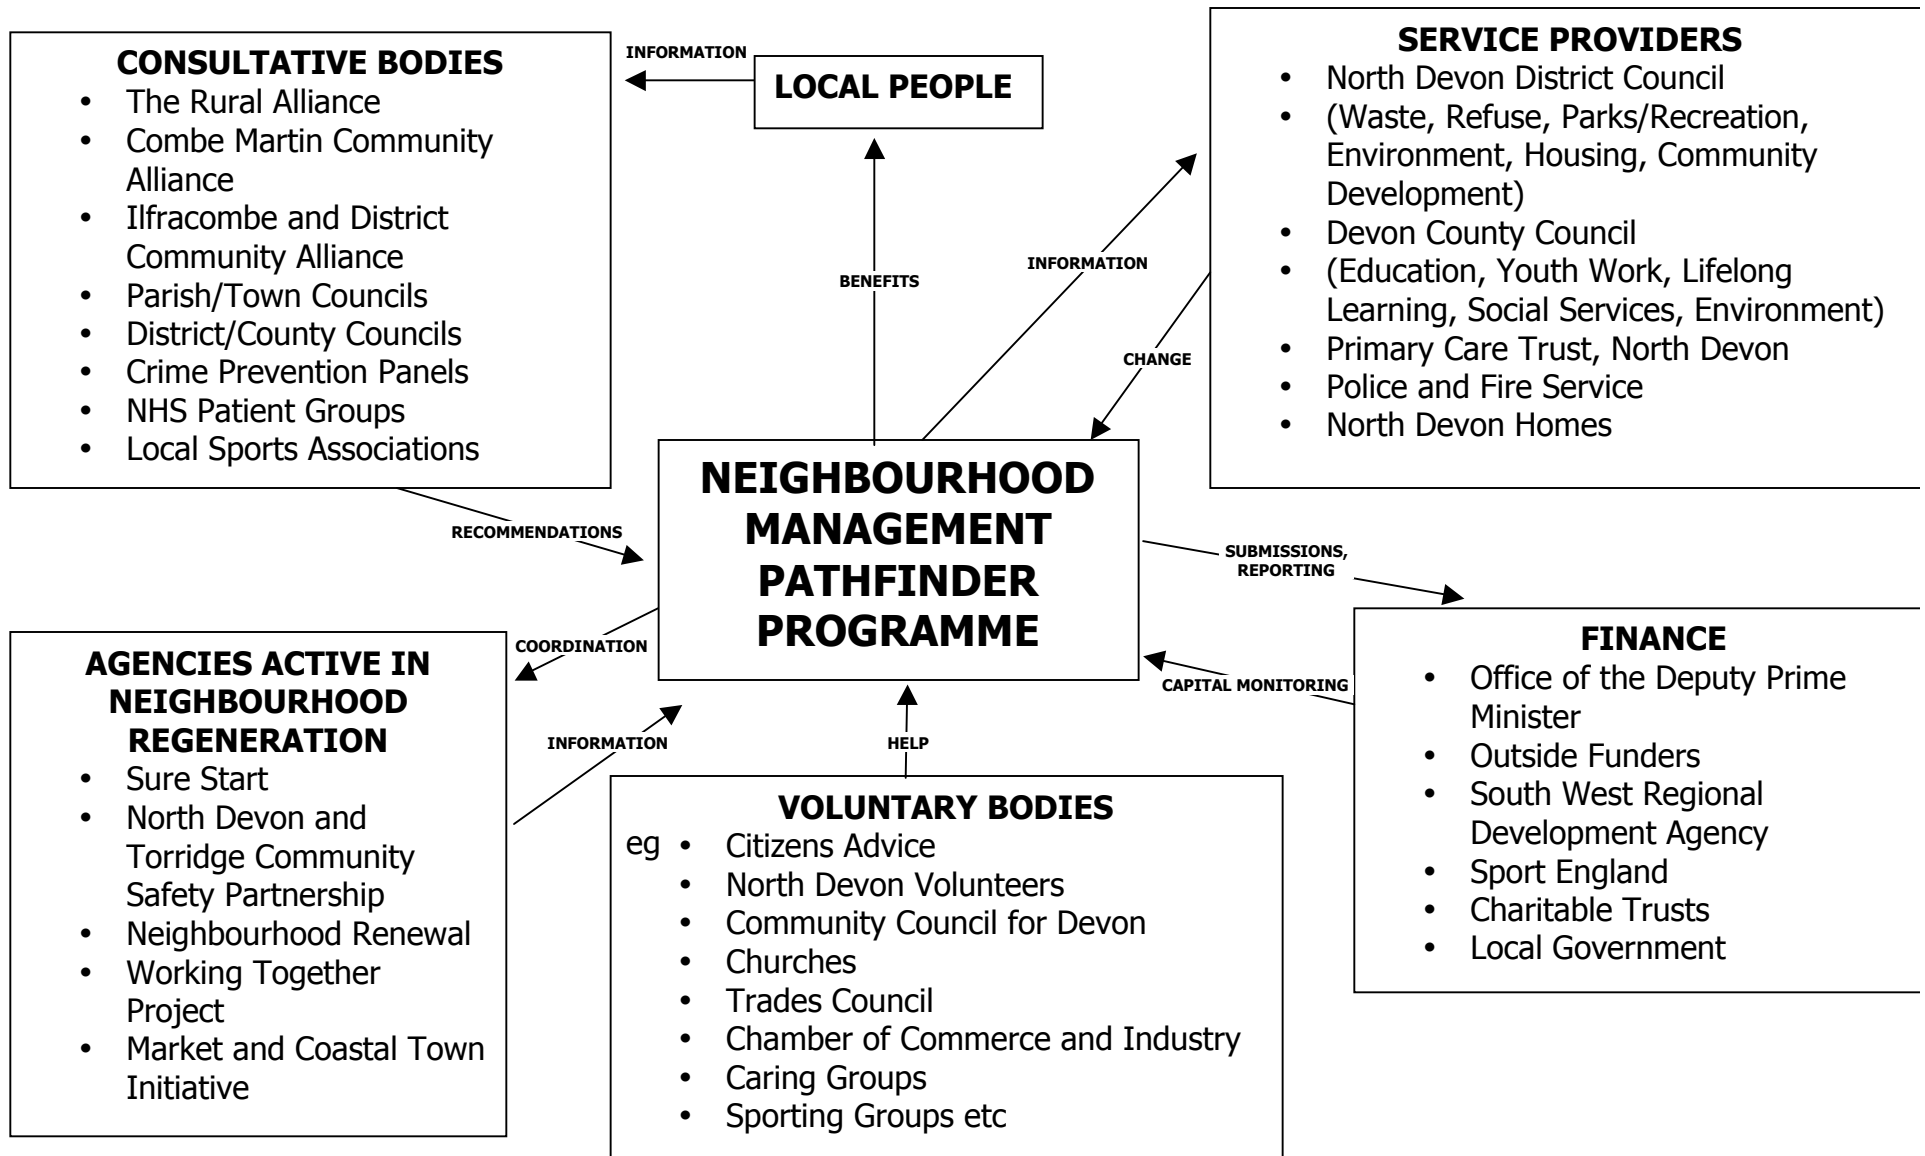 CONSULTATIVE BODIES
• The Rural Alliance
• Combe Martin Community
Alliance
• Ilfracombe and District
Community Alliance
• Parish/Town Councils
• District/County Councils
• Crime Prevention Panels
• NHS Patient Groups
• Local Sports Associations
INFORMATION
LOCAL PEOPLE
SERVICE PROVIDERS
• North Devon District Council
• (Waste, Refuse, Parks/Recreation,
Environment, Housing, Community
Development)
• Devon County Council
• (Education, Youth Work, Lifelong
Learning, Social Services, Environment)
• Primary Care Trust, North Devon
• Police and Fire Service
• North Devon Homes
BENEFITS
INFORMATION
CHANGE
RECOMMENDATIONS
NEIGHBOURHOOD
MANAGEMENT
PATHFINDER
PROGRAMME
SUBMISSIONS,
REPORTING
COORDINATION
CAPITAL MONITORING
INFORMATION
HELP
AGENCIES ACTIVE IN
NEIGHBOURHOOD
REGENERATION
• Sure Start
• North Devon and
Torridge Community
Safety Partnership
• Neighbourhood Renewal
• Working Together
Project
• Market and Coastal Town
Initiative
VOLUNTARY BODIES
eg • Citizens Advice
• North Devon Volunteers
• Community Council for Devon
• Churches
• Trades Council
• Chamber of Commerce and Industry
• Caring Groups
• Sporting Groups etc
FINANCE
• Office of the Deputy Prime
Minister
• Outside Funders
• South West Regional
Development Agency
• Sport England
• Charitable Trusts
• Local Government